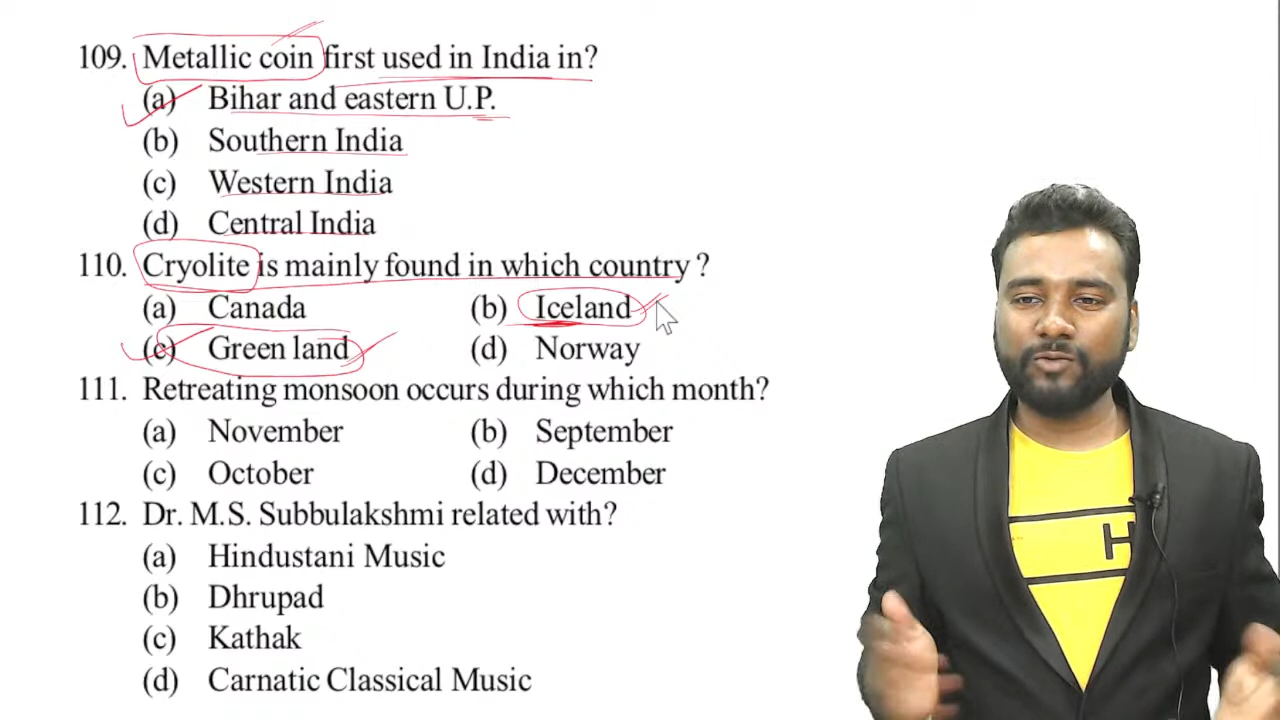 109. Metallic coin first used in India in?
(a) Bihar and eastern U.P.
(b) Southern India
(c) Western India
(d) Central India
110. Cryolite is mainly found in which country ?
(a) Canada (b) Iceland
(c) Green land (d) Norway
111. Retreating monsoon occurs during which month?
(a) November (b) September
(c) October (d) December
112. Dr. M.S. Subbulakshmi related with?
(a) Hindustani Music
(b) Dhrupad
(c) Kathak
(d) Carnatic Classical Music
H